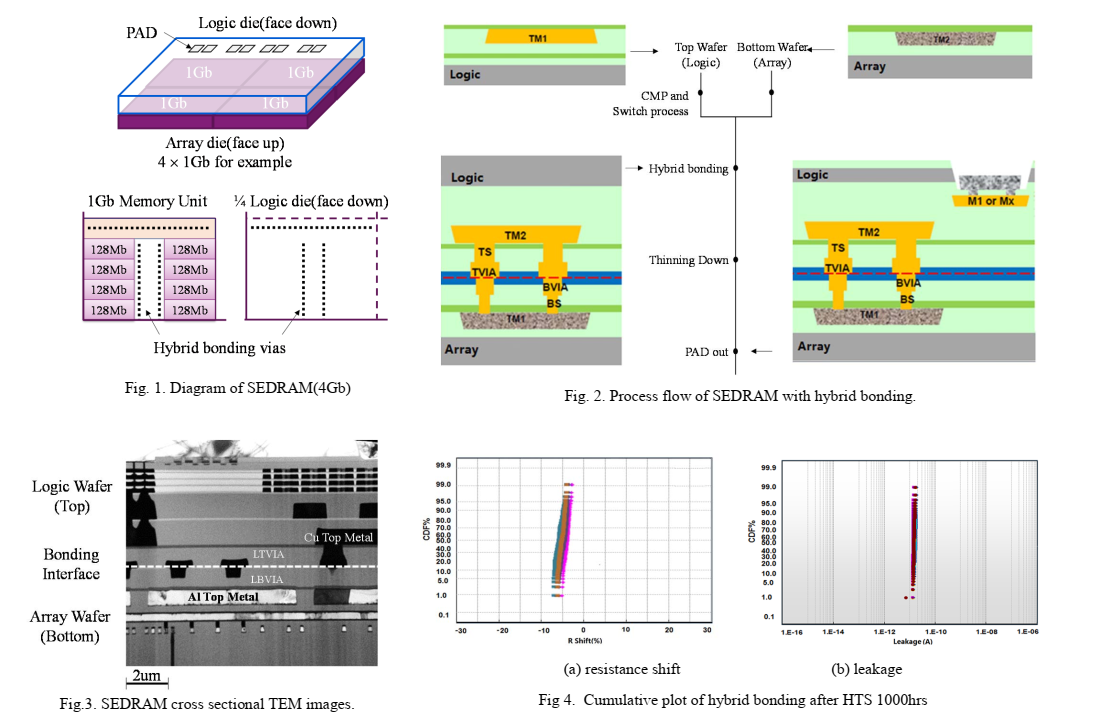 Logic die(face down)
PAD
1Gb
1Gb
1Gb
1Gb
Array die(face up)
4 × 1Gb for example
1Gb Memory Unit
¼ Logic die(face down)
128Mb
128Mb
128Mb
128Mb
128Mb
128Mb
128Mb
128Mb
Hybrid bonding vias
Fig. 1. Diagram of SEDRAM(4Gb)
TM1
Logic
Top Wafer
(Logic)
Bottom Wafer
(Array)
TM2
Array
CMP and
Switch process
Hybrid bonding
Thinning Down
PAD out
Logic
TM2
TS
TVIA
BVIA
BS
TM1
Array
Logic
M1 or Mx
TM2
TS
TVIA
BVIA
BS
TM1
Array
Fig. 2. Process flow of SEDRAM with hybrid bonding.
Logic Wafer
(Top)
Bonding
Interface
Array Wafer
(Bottom)
Cu Top Metal
LTVIA
LBVIA
Al Top Metal
2um
Fig.3. SEDRAM cross sectional TEM images.
CDF%
99.9
99.0
95.0
90.0
80.0
70.0
60.0
50.0
40.0
30.0
20.0
10.0
5.0
1.0
0.1
-30 -20 -10 0 10 20 30
R Shift(%)
(a) resistance shift
CDF%
99.9
99.0
95.0
90.0
80.0
70.0
60.0
50.0
40.0
30.0
20.0
10.0
5.0
1.0
0.1
1.E-16 1.E-14 1.E-12 1.E-10 1.E-08 1.E-06
Leakage (A)
(b) leakage
Fig 4. Cumulative plot of hybrid bonding after HTS 1000hrs